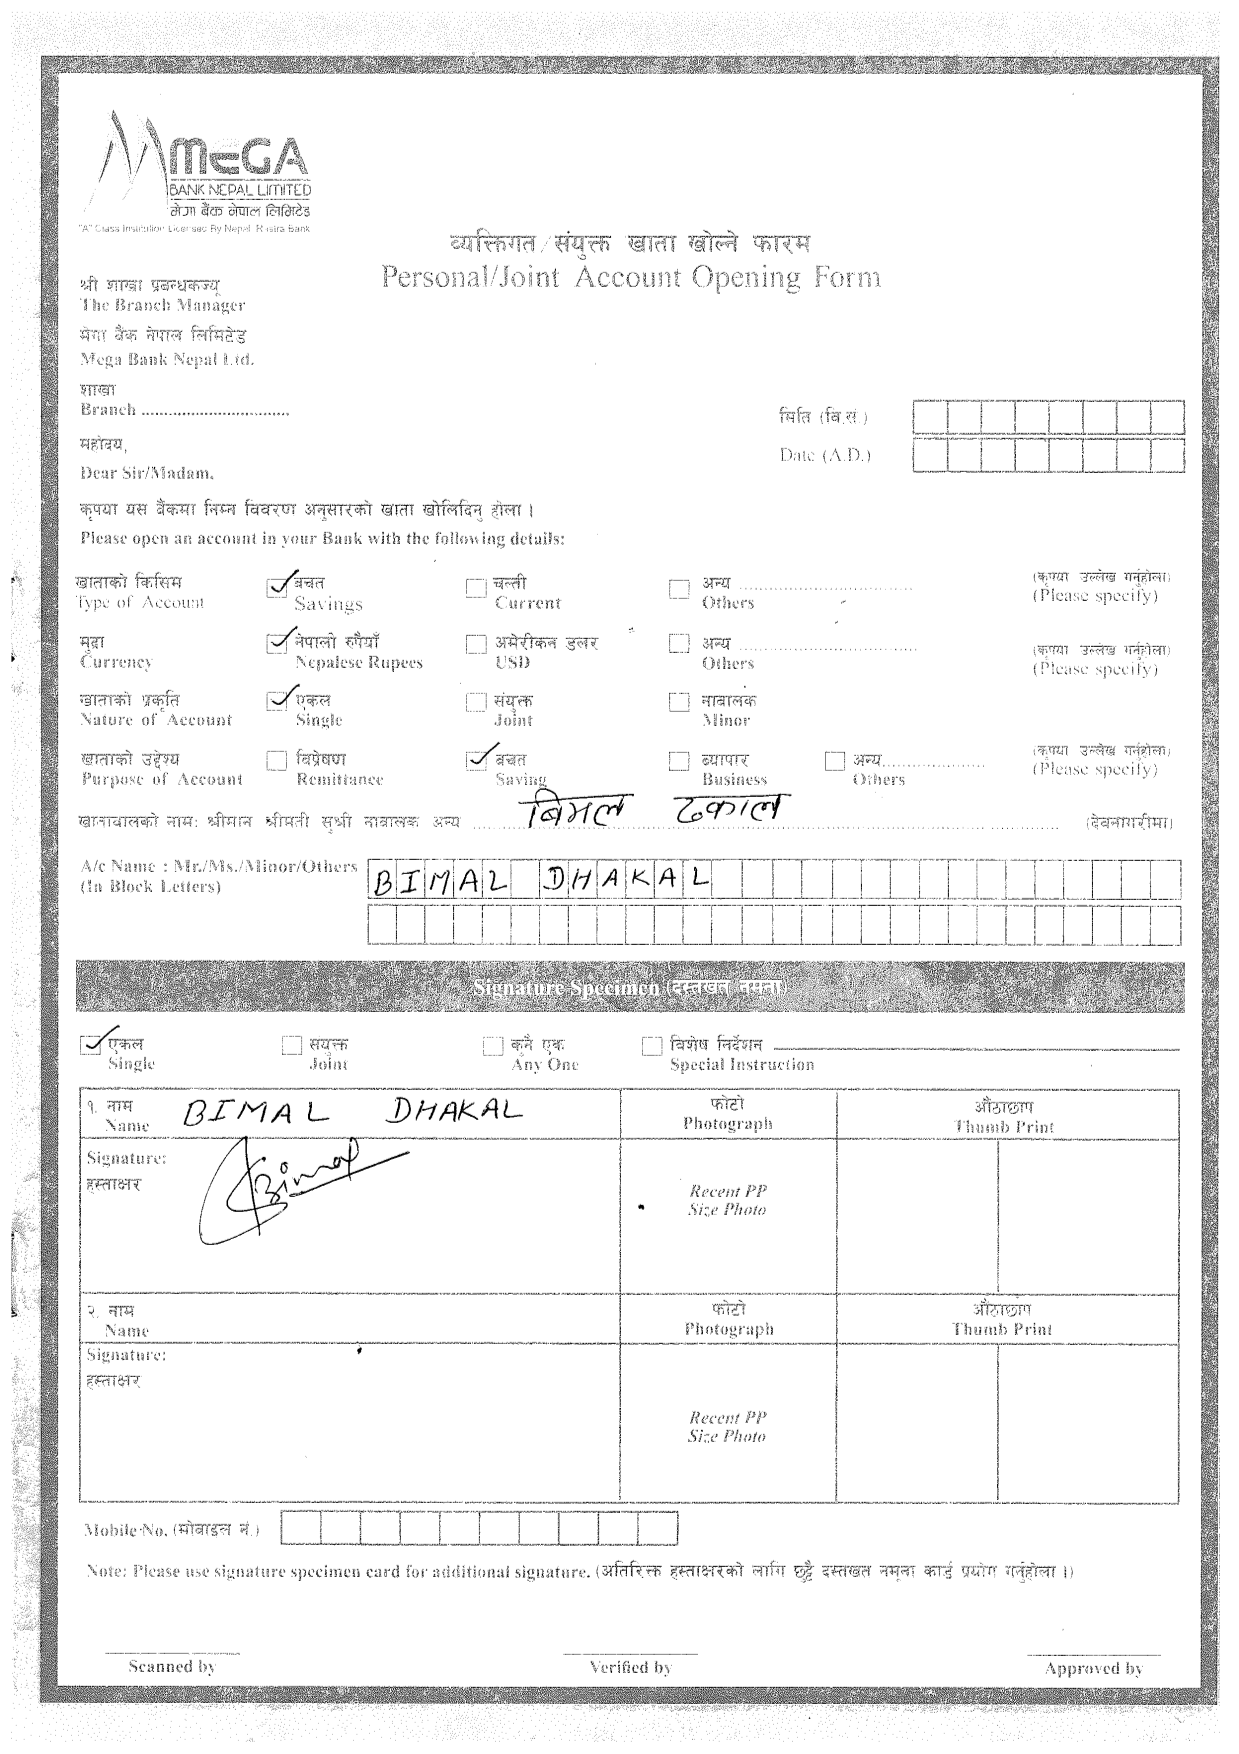 MEGA
BANK NEPAL LIMITED
मेगा बैंक नेपाल लिमिटेड
"A" Class Institution Licensed By Nepal Rastra Bank
व्यक्तिगत/संयुक्त खाता खोल्ने फारम
Personal/Joint Account Opening Form
श्री शाखा प्रबन्धकज्यू
The Branch Manager
मेगा बैंक नेपाल लिमिटेड
Mega Bank Nepal Ltd.
शाखा
Branch .................................
मिति (बि.सं.)
महोदय,
Date (A.D.)
Dear Sir/Madam,
कृपया यस बैंकमा निम्न विवरण अनुसारको खाता खोलिदिनु होला ।
Please open an account in your Bank with the following details:
खाताको किसिम ✓ बचत चल्ती अन्य .......................... (कृपया उल्लेख गर्नुहोला)
Type of Account Savings Current Others (Please specify)
मुद्रा ✓ नेपाली रुपैयाँ अमेरीकन डलर अन्य .......................... (कृपया उल्लेख गर्नुहोला)
Currency Nepalese Rupees USD Others (Please specify)
खाताको प्रकृति ✓ एकल संयुक्त नावालक
Nature of Account Single Joint Minor
खाताको उद्देश्य विप्रेषण ✓ बचत ब्यापार अन्य...................... (कृपया उल्लेख गर्नुहोला)
Purpose of Account Remittance Saving Business Others (Please specify)
खातावालको नाम: श्रीमान श्रीमती सुश्री नावालक अन्य बिमल ढकाल (देवनागरीमा)
A/c Name : Mr./Ms./Minor/Others BIMAL DHAKAL
(In Block Letters)
Signature Specimen (दस्तखत नमूना)
✓ एकल संयुक्त कुनै एक विशेष निर्देशन
Single Joint Any One Special Instruction
१. नाम BIMAL DHAKAL फोटो औंठाछाप
Name Photograph Thumb Print
Signature: Bimal
हस्ताक्षर Recent PP
Size Photo
२. नाम फोटो औंठाछाप
Name Photograph Thumb Print
Signature:
हस्ताक्षर
Recent PP
Size Photo
Mobile No. (मोबाइल नं.)
Note: Please use signature specimen card for additional signature. (अतिरिक्त हस्ताक्षरको लागि छुट्टै दस्तखत नमूना कार्ड प्रयोग गर्नुहोला ।)
Scanned by Verified by Approved by